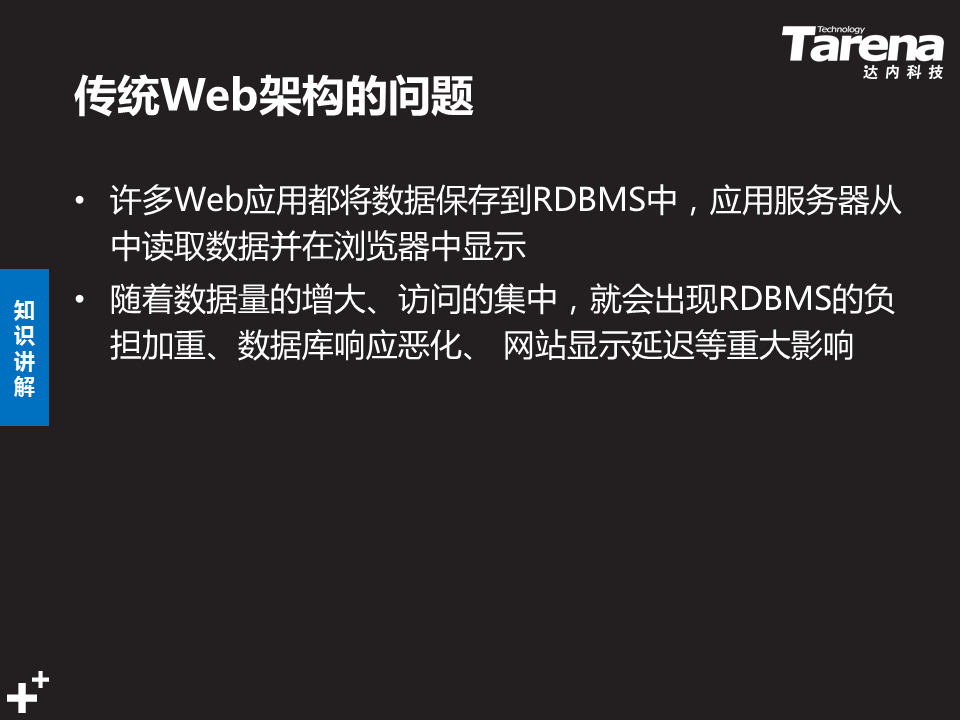 Technology
Tarena
达内科技
传统Web架构的问题
• 许多Web应用都将数据保存到RDBMS中，应用服务器从
中读取数据并在浏览器中显示
• 随着数据量的增大、访问的集中，就会出现RDBMS的负
担加重、数据库响应恶化、 网站显示延迟等重大影响
知
识
讲
解